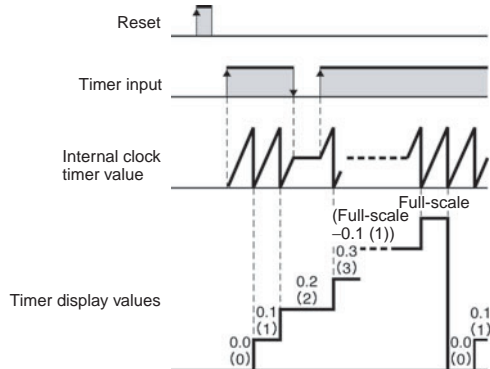 Reset
Timer input
Internal clock
timer value
Full-scale
(Full-scale
–0.1 (1))
0.3
(3)
0.2
(2)
Timer display values
0.1
(1)
0.1
(1)
0.0
(0)
0.0
(0)